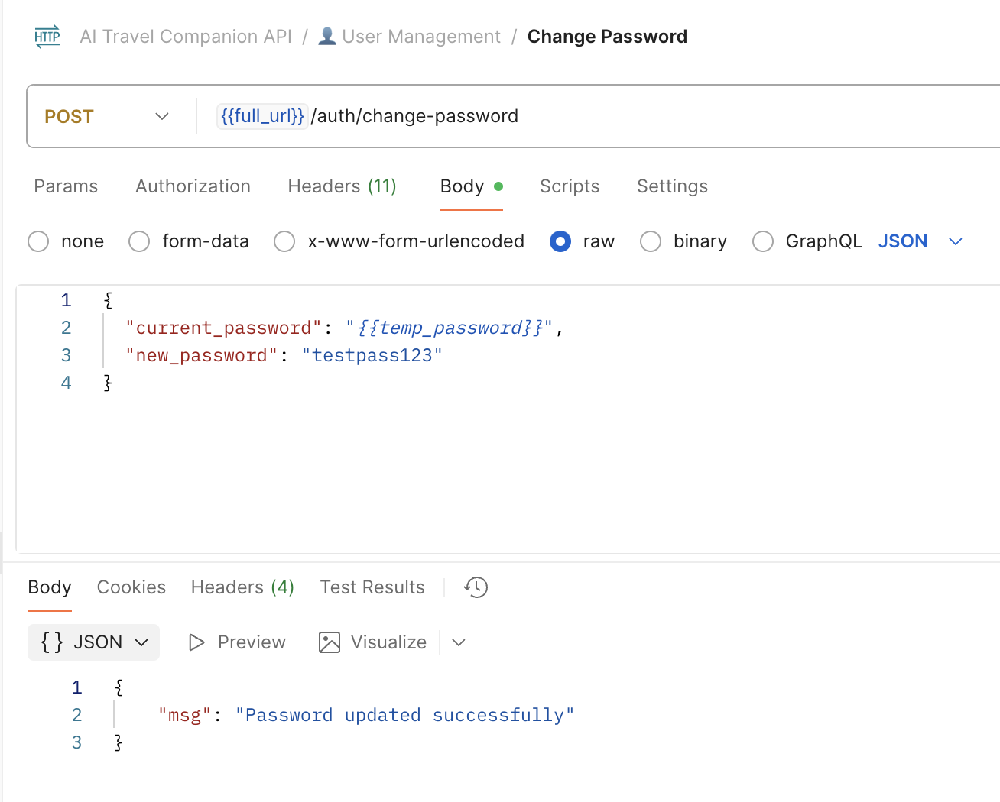 HTTP AI Travel Companion API / 👤 User Management / Change Password
POST {{full_url}} /auth/change-password
Params Authorization Headers (11) Body Scripts Settings
none form-data x-www-form-urlencoded raw binary GraphQL JSON
1 {
2 "current_password": "{{temp_password}}",
3 "new_password": "testpass123"
4 }
Body Cookies Headers (4) Test Results
{} JSON Preview Visualize
1 {
2 "msg": "Password updated successfully"
3 }